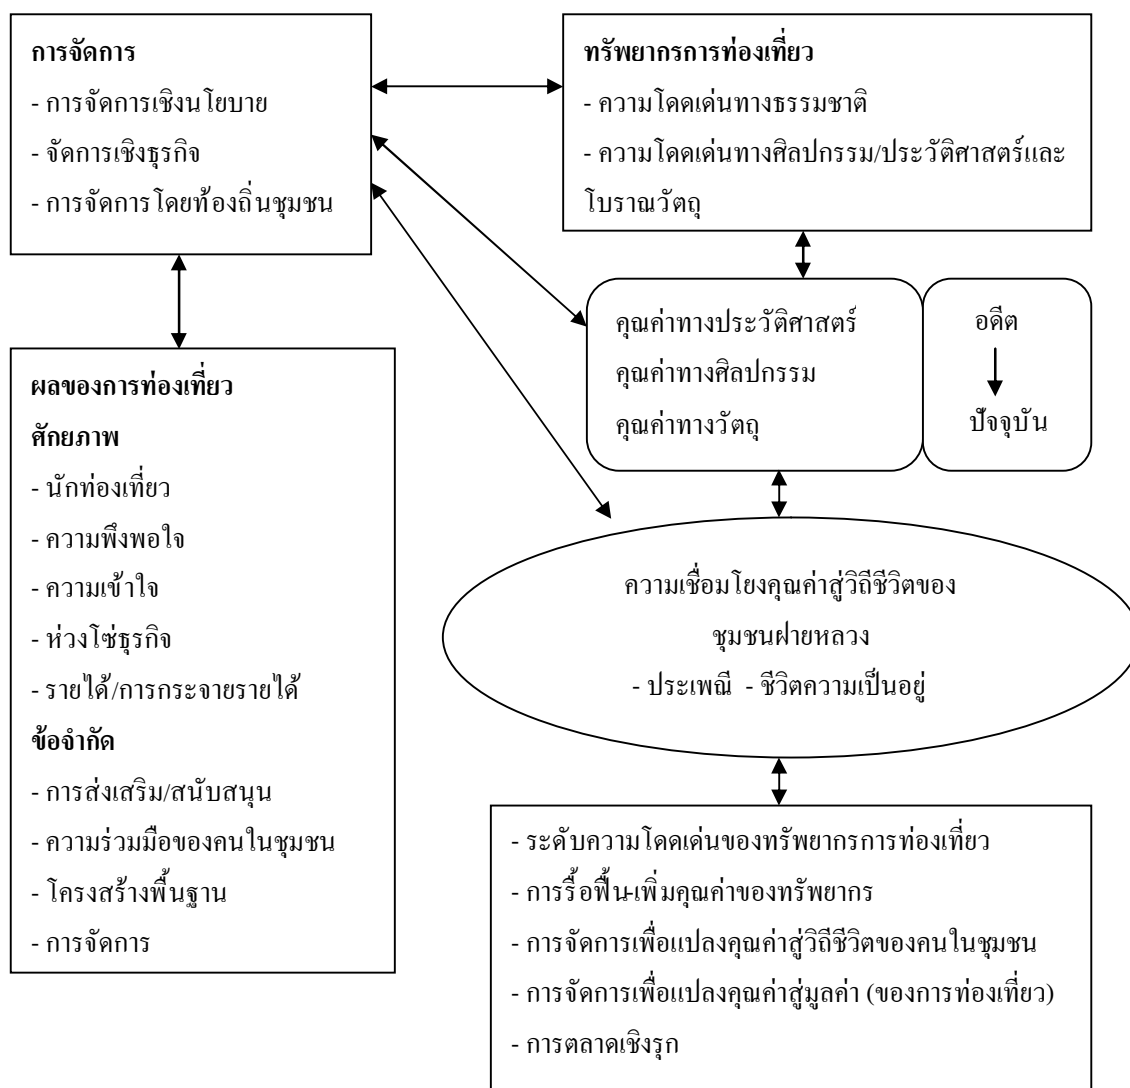 การจัดการ
- การจัดการเชิงนโยบาย
- จัดการเชิงธุรกิจ
- การจัดการโดยท้องถิ่นชุมชน
ทรัพยากรการท่องเที่ยว
- ความโดดเด่นทางธรรมชาติ
- ความโดดเด่นทางศิลปกรรม/ประวัติศาสตร์และ
โบราณวัตถุ
คุณค่าทางประวัติศาสตร์
คุณค่าทางศิลปกรรม
คุณค่าทางวัตถุ
อดีต
ปัจจุบัน
ผลของการท่องเที่ยว
ศักยภาพ
- นักท่องเที่ยว
- ความพึงพอใจ
- ความเข้าใจ
- ห่วงโซ่ธุรกิจ
- รายได้/การกระจายรายได้
ข้อจำกัด
- การส่งเสริม/สนับสนุน
- ความร่วมมือของคนในชุมชน
- โครงสร้างพื้นฐาน
- การจัดการ
ความเชื่อมโยงคุณค่าสู่วิถีชีวิตของ
ชุมชนฝายหลวง
- ประเพณี - ชีวิตความเป็นอยู่
- ระดับความโดดเด่นของทรัพยากรการท่องเที่ยว
- การรื้อฟื้น-เพิ่มคุณค่าของทรัพยากร
- การจัดการเพื่อแปลงคุณค่าสู่วิถีชีวิตของคนในชุมชน
- การจัดการเพื่อแปลงคุณค่าสู่มูลค่า (ของการท่องเที่ยว)
- การตลาดเชิงรุก